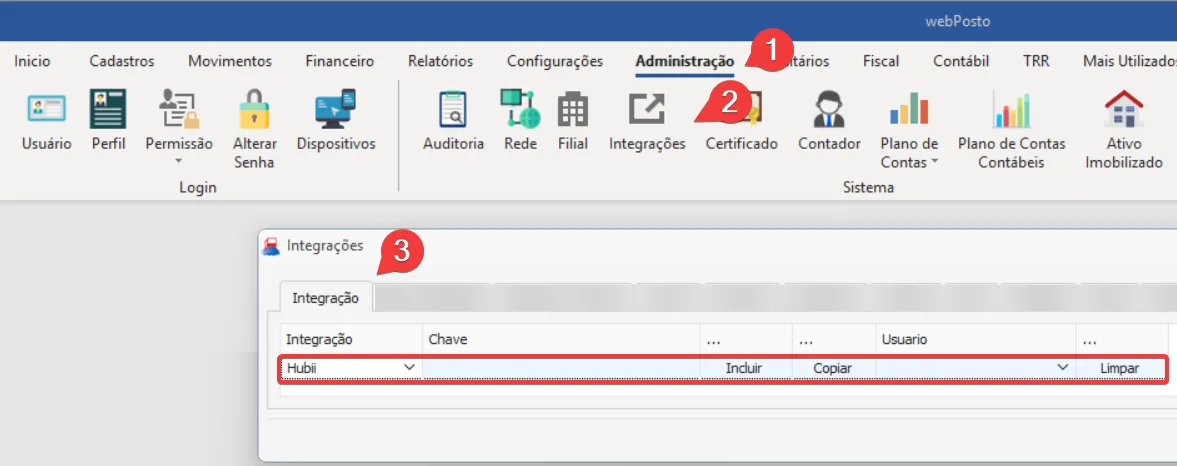 webPosto
Inicio Cadastros Movimentos Financeiro Relatórios Configurações Administração 1 itários Fiscal Contábil TRR Mais Utilizados
2
Usuário Perfil Permissão Alterar Senha Dispositivos Auditoria Rede Filial Integrações Certificado Contador Plano de Contas Plano de Contas Contábeis Ativo Imobilizado
Login Sistema
Integrações 3
Integração
Integração Chave ... ... Usuario ...
Hubii Incluir Copiar Limpar